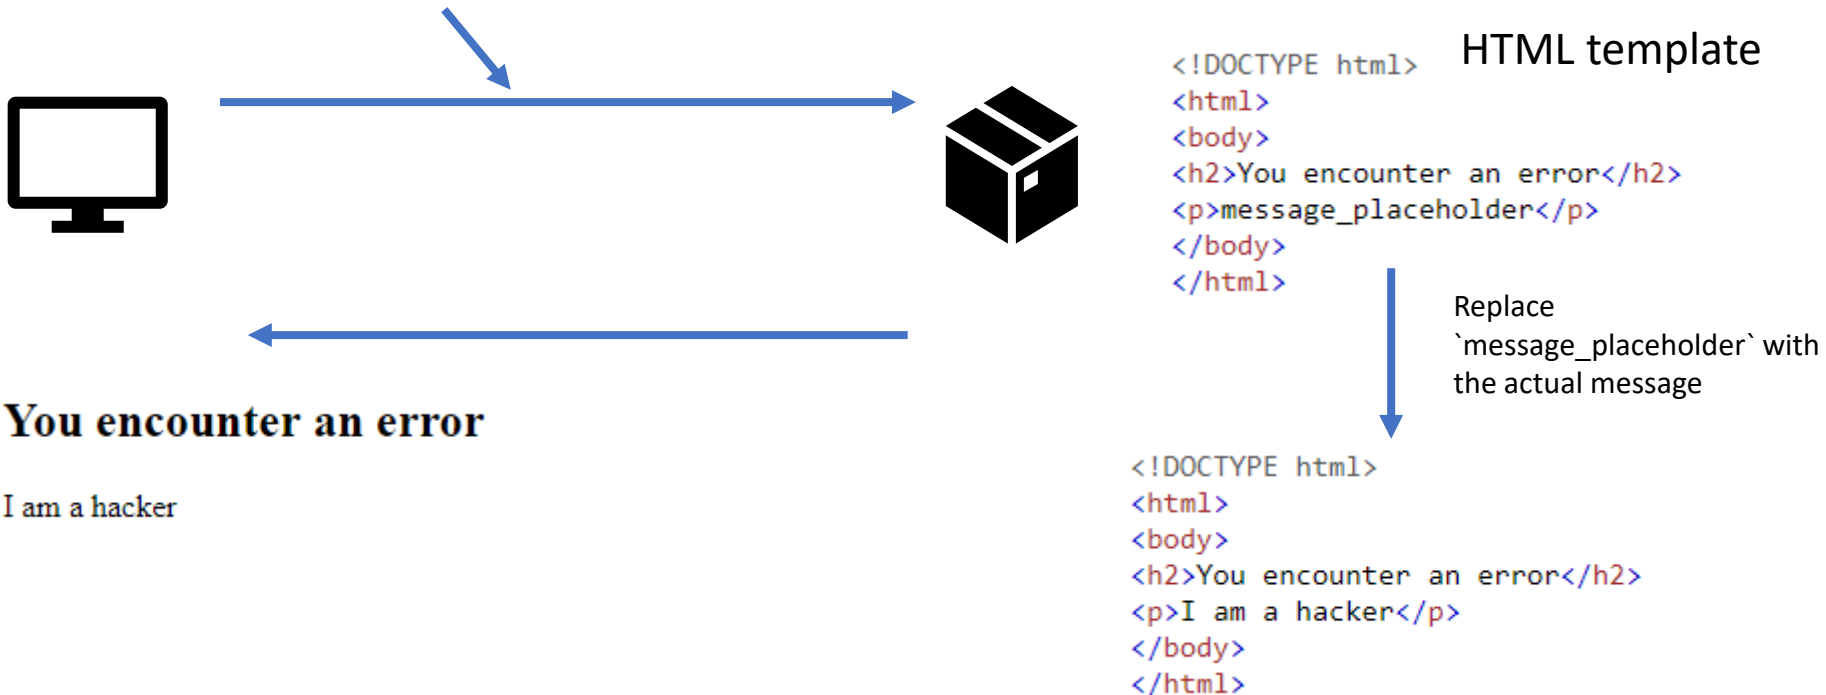 HTML template
<!DOCTYPE html>
<html>
<body>
<h2>You encounter an error</h2>
<p>message_placeholder</p>
</body>
</html>
Replace
`message_placeholder` with
the actual message
You encounter an error
I am a hacker
<!DOCTYPE html>
<html>
<body>
<h2>You encounter an error</h2>
<p>I am a hacker</p>
</body>
</html>